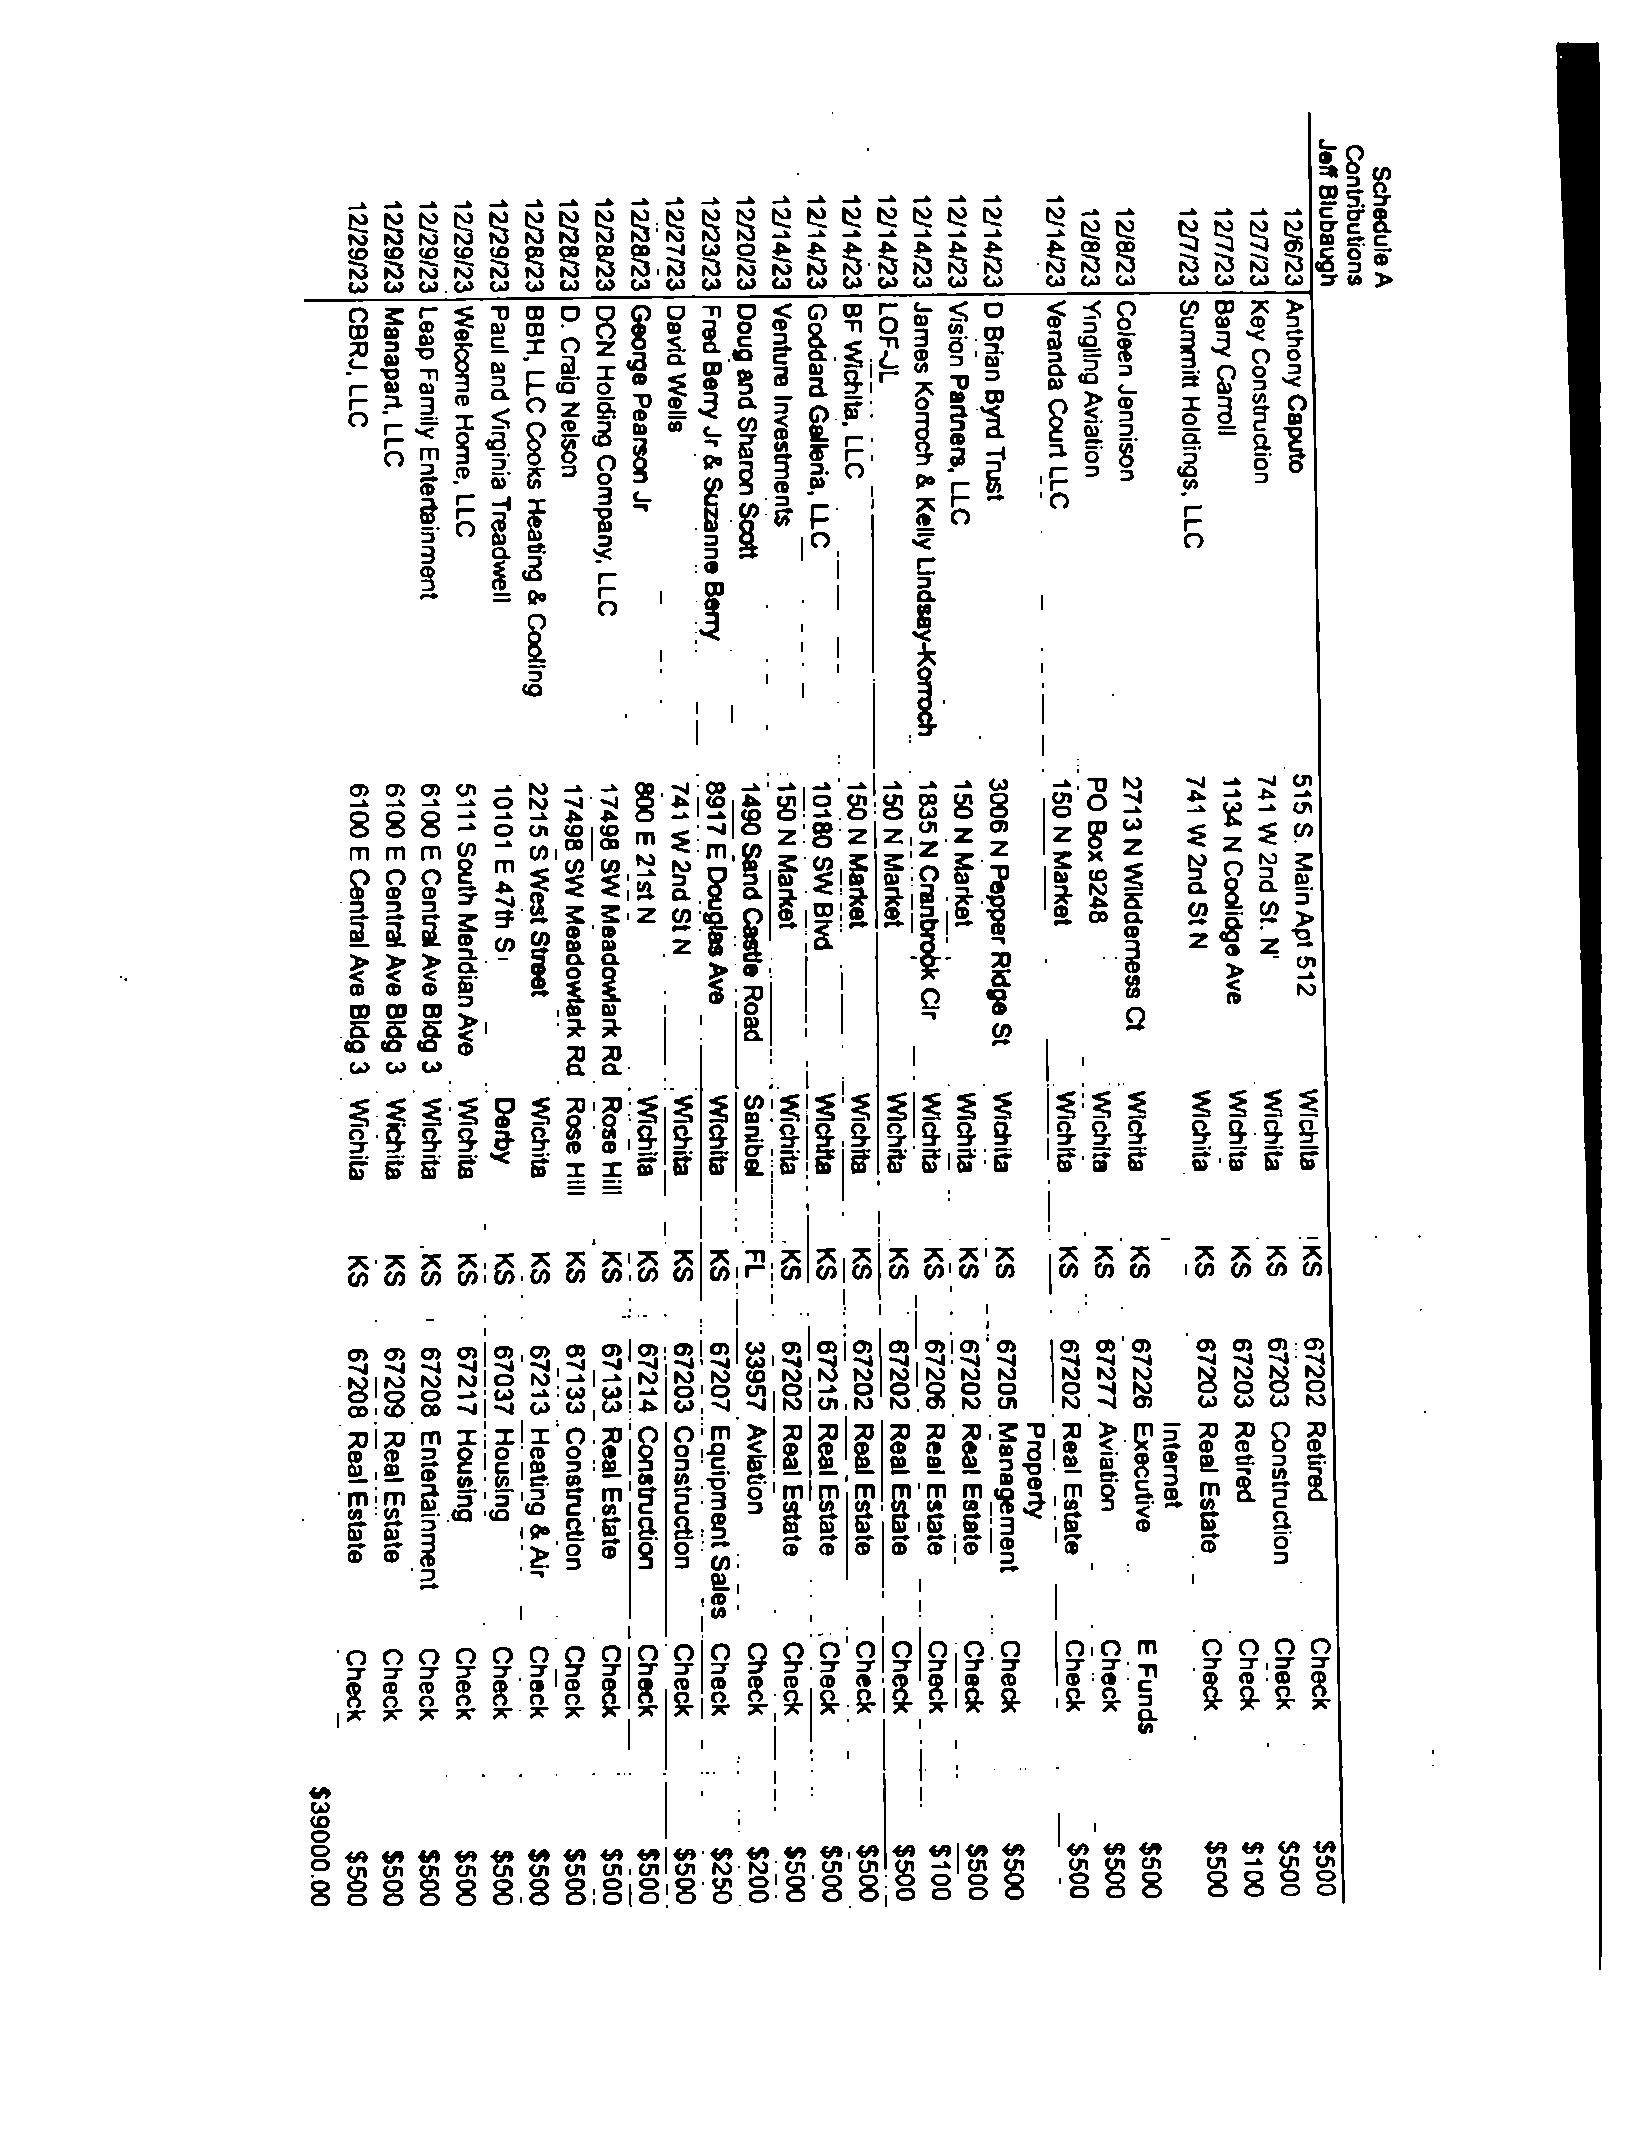 Schedule A
Contributions
Jeff Blubaugh
12/6/23 Anthony Caputo 515 S. Main Apt 512 Wichita KS 67202 Retired Check $500
12/7/23 Key Construction 741 W 2nd St. N Wichita KS 67203 Construction Check $500
12/7/23 Barry Carroll 1134 N Coolidge Ave Wichita KS 67203 Retired Check $100
12/7/23 Summitt Holdings, LLC 741 W 2nd St N Wichita KS 67203 Real Estate Check $500
Internet
12/8/23 Coleen Jennison 2713 N Wildderness Ct Wichita KS 67226 Executive E Funds $500
12/8/23 Yingling Aviation PO Box 9248 Wichita KS 67277 Aviation Check $500
12/14/23 Veranda Court LLC 150 N Market Wichita KS 67202 Real Estate Check $500
Property
12/14/23 D Brian Byrd Trust 3006 N Pepper Ridge St Wichita KS 67205 Management Check $500
12/14/23 Vision Partners, LLC 150 N Market Wichita KS 67202 Real Estate Check $500
12/14/23 James Korroch & Kelly Lindsay-Korroch 1835 N Cranbrook Cir Wichita KS 67206 Real Estate Check $100
12/14/23 LOF-JL 150 N Market Wichita KS 67202 Real Estate Check $500
12/14/23 BF Wichita, LLC 150 N Market Wichita KS 67202 Real Estate Check $500
12/14/23 Goddard Galleria, LLC 10180 SW Blvd Wichita KS 67215 Real Estate Check $500
12/14/23 Venture Investments 150 N Market Wichita KS 67202 Real Estate Check $500
12/20/23 Doug and Sharon Scott 1490 Sand Castle Road Sanibel FL 33957 Aviation Check $200
12/23/23 Fred Berry Jr & Suzanne Berry 8917 E Douglas Ave Wichita KS 67207 Equipment Sales Check $250
12/27/23 David Wells 741 W 2nd St N Wichita KS 67203 Construction Check $500
12/28/23 George Pearson Jr 800 E 21st N Wichita KS 67214 Construction Check $500
12/28/23 DCN Holding Company, LLC 17498 SW Meadowlark Rd Rose Hill KS 67133 Real Estate Check $500
12/28/23 D. Craig Nelson 17498 SW Meadowlark Rd Rose Hill KS 67133 Construction Check $500
12/28/23 BBH, LLC Cooks Heating & Cooling 2215 S West Street Wichita KS 67213 Heating & Air Check $500
12/29/23 Paul and Virginia Treadwell 10101 E 47th S Derby KS 67037 Housing Check $500
12/29/23 Welcome Home, LLC 5111 South Meridian Ave Wichita KS 67217 Housing Check $500
12/29/23 Leap Family Entertainment 6100 E Central Ave Bldg 3 Wichita KS 67208 Entertainment Check $500
12/29/23 Manapart, LLC 6100 E Central Ave Bldg 3 Wichita KS 67209 Real Estate Check $500
12/29/23 CBRJ, LLC 6100 E Central Ave Bldg 3 Wichita KS 67208 Real Estate Check $500
$39000.00